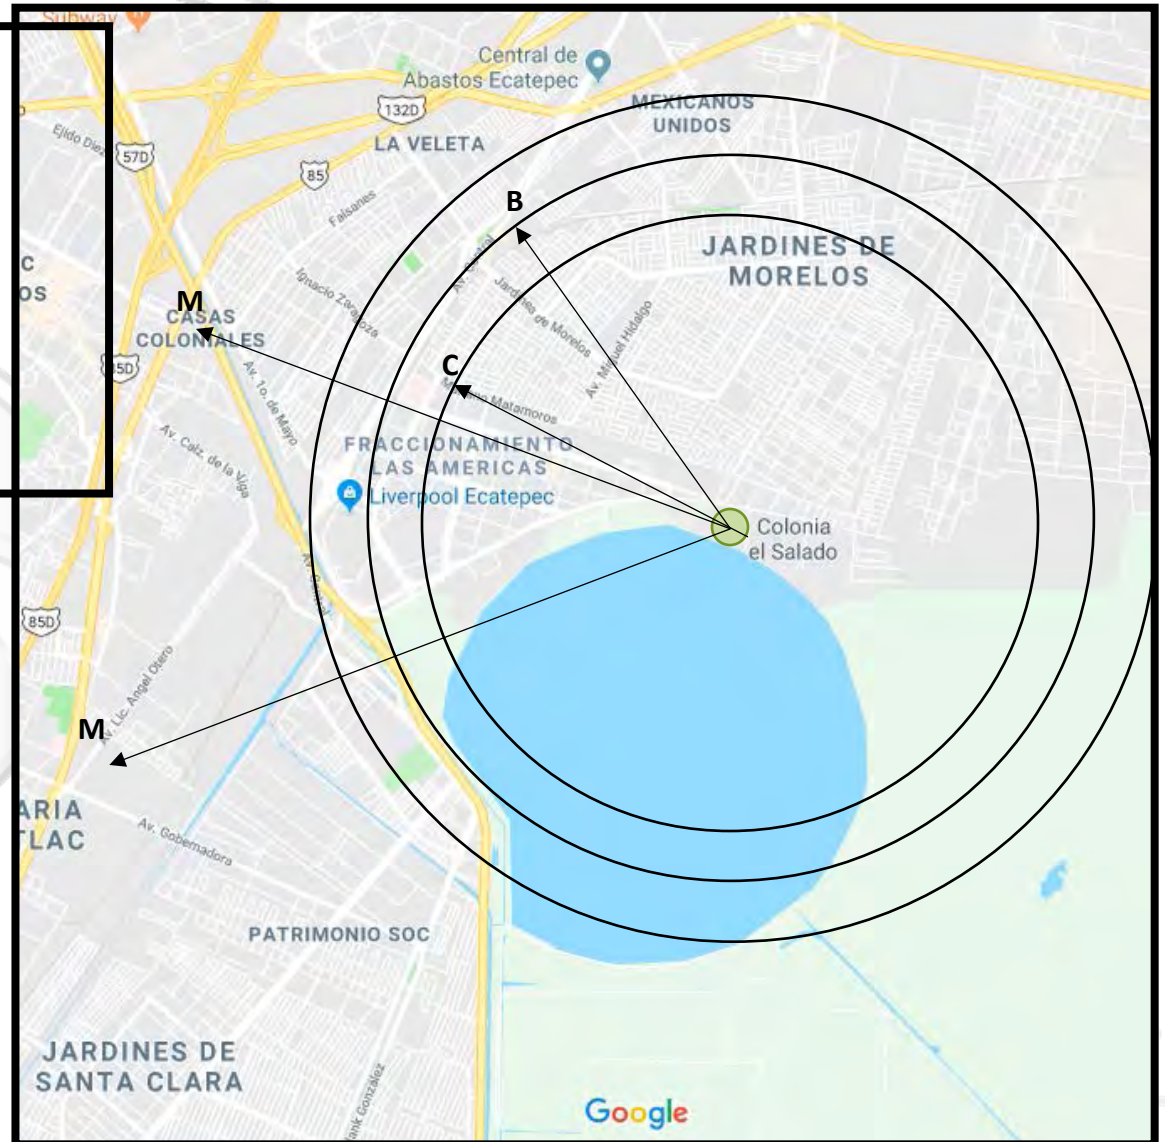 Subway
Central de
Abastos Ecatepec
MEXICANOS
UNIDOS
132D
Ejido Diez
57D
LA VELETA
85
Faisanes
B
Av. Central
JARDINES DE
MORELOS
C
OS
Ignacio Zaragoza
Jardines de Morelos
M
CASAS
COLONIALES
Av. Miguel Hidalgo
85D
C
Mariano Matamoros
Av. 1o. de Mayo
Av. Calz. de la Viga
FRACCIONAMIENTO
LAS AMERICAS
Liverpool Ecatepec
Colonia
el Salado
Av. Central
85D
Av. Lic. Angel Otero
M
ARIA
TLAC
Av. Gobernadora
PATRIMONIO SOC
JARDINES DE
SANTA CLARA
ank González
Google